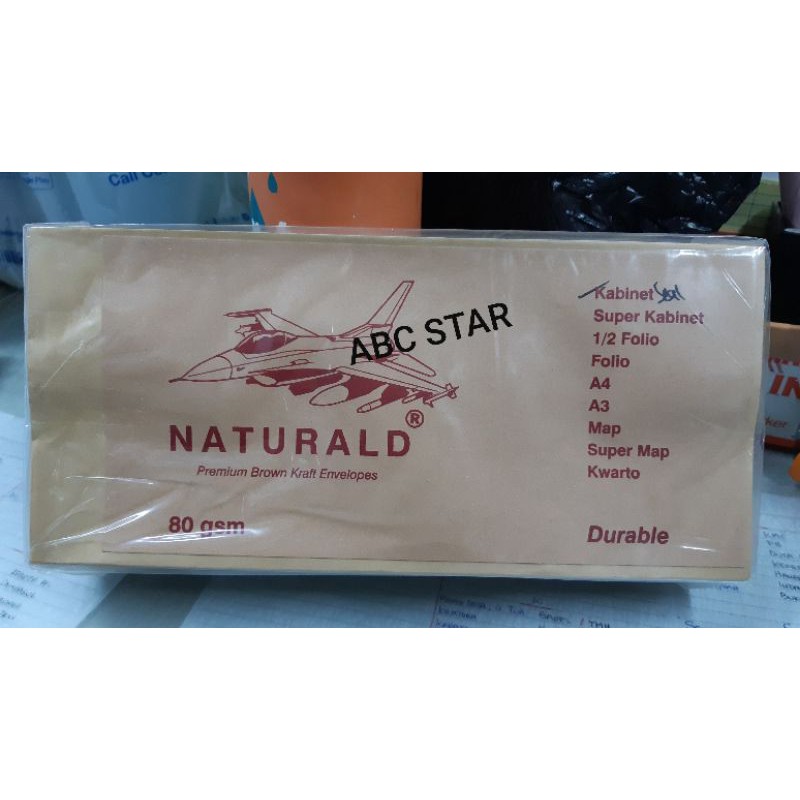 Call
ABC STAR
NATURALD®
Premium Brown Kraft Envelopes
80 gsm
Kabinet
Super Kabinet
1/2 Folio
Folio
A4
A3
Map
Super Map
Kwarto
Durable